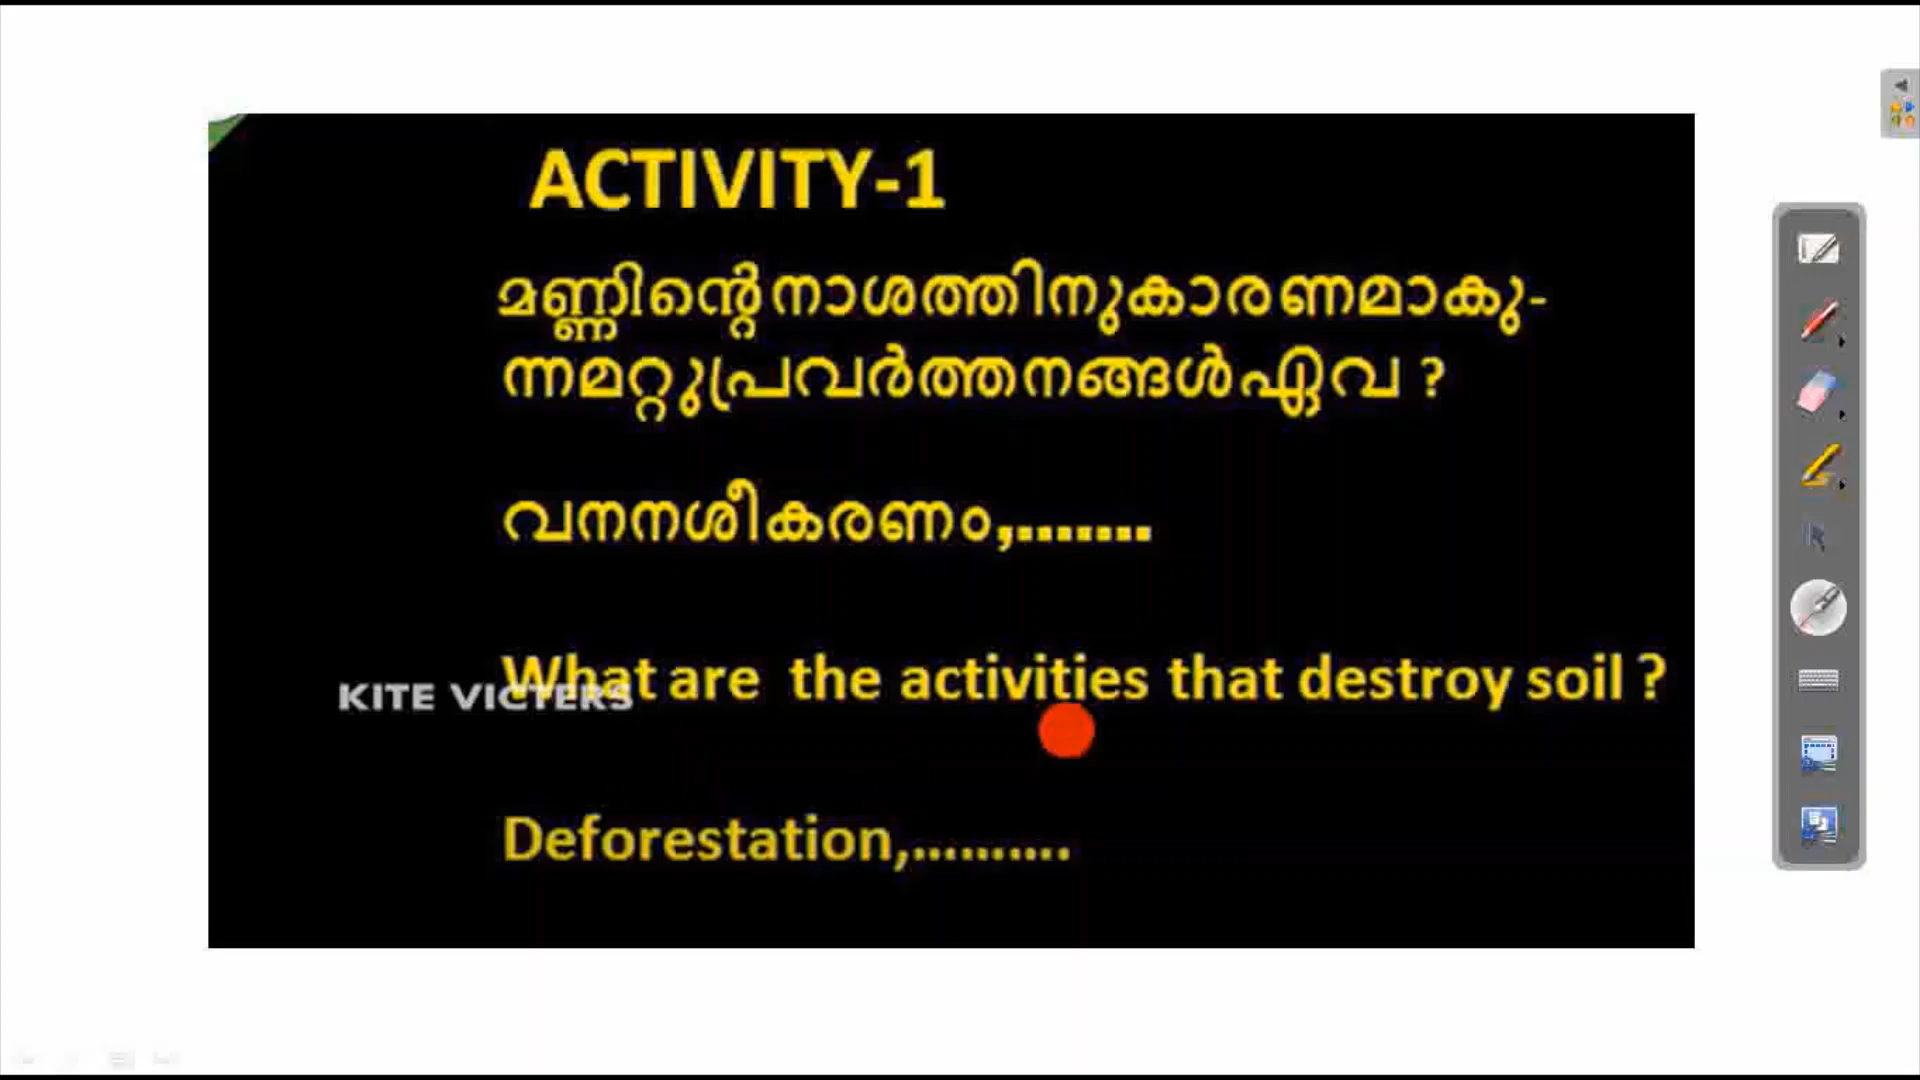 ACTIVITY-1
മണ്ണിന്റെ നാശത്തിനുകാരണമാകു-
ന്നമറ്റുപ്രവർത്തനങ്ങൾഏവ ?
വനനശീകരണം,.......
What are the activities that destroy soil ?
KITE VICTERS
Deforestation,..........